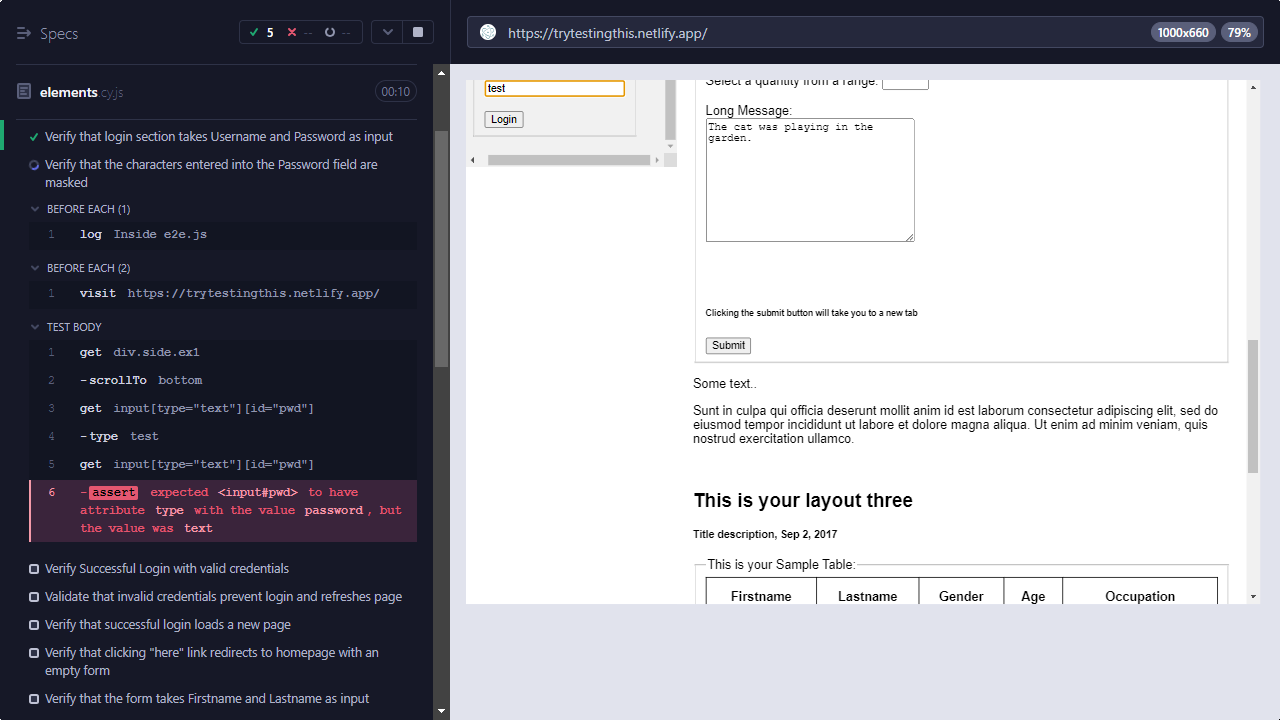 Specs
5 -- --
https://trytestingthis.netlify.app/
1000x660
79%
elements.cy.js
00:10
Verify that login section takes Username and Password as input
Verify that the characters entered into the Password field are
masked
BEFORE EACH (1)
1 log Inside e2e.js
BEFORE EACH (2)
1 visit https://trytestingthis.netlify.app/
TEST BODY
1 get div.side.ex1
2 -scrollTo bottom
3 get input[type="text"][id="pwd"]
4 -type test
5 get input[type="text"][id="pwd"]
6 -assert expected <input#pwd> to have
attribute type with the value password, but
the value was text
Verify Successful Login with valid credentials
Validate that invalid credentials prevent login and refreshes page
Verify that successful login loads a new page
Verify that clicking "here" link redirects to homepage with an
empty form
Verify that the form takes Firstname and Lastname as input
test
Login
Select a quantity from a range:
Long Message:
The cat was playing in the
garden.
Clicking the submit button will take you to a new tab
Submit
Some text..
Sunt in culpa qui officia deserunt mollit anim id est laborum consectetur adipiscing elit, sed do
eiusmod tempor incididunt ut labore et dolore magna aliqua. Ut enim ad minim veniam, quis
nostrud exercitation ullamco.
This is your layout three
Title description, Sep 2, 2017
This is your Sample Table:
Firstname Lastname Gender Age Occupation